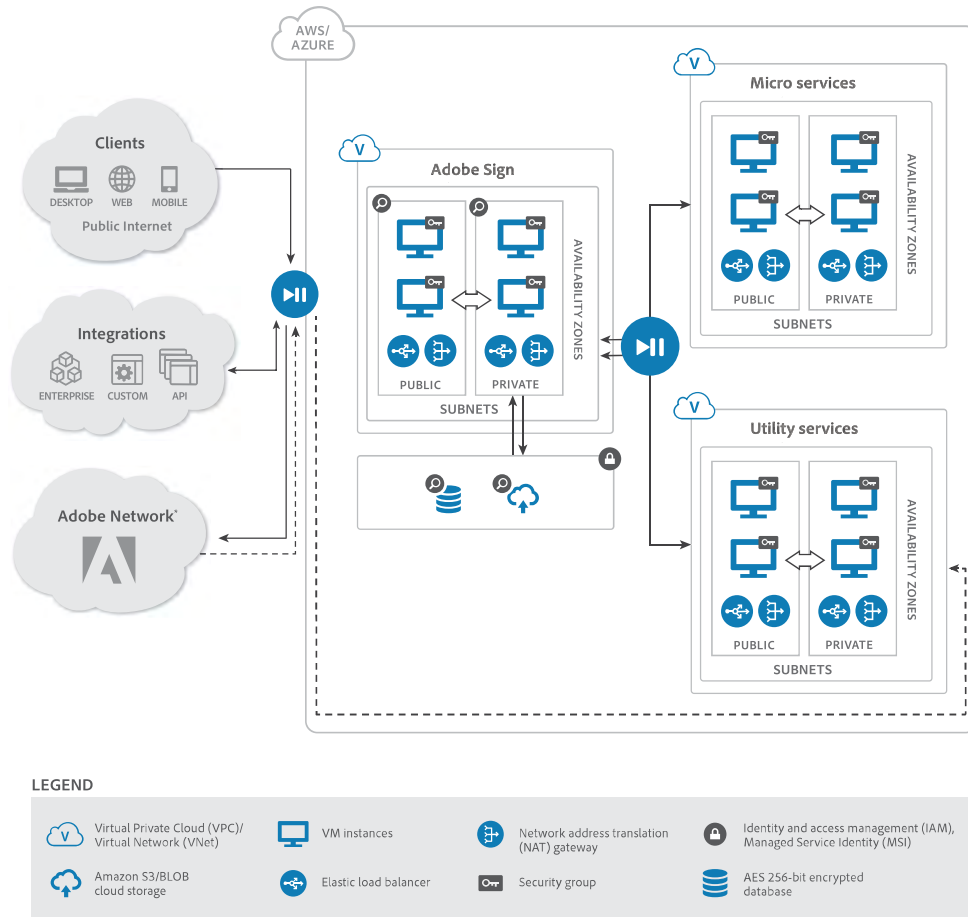 AWS/
AZURE
Clients
DESKTOP
WEB
MOBILE
Public Internet
Integrations
ENTERPRISE
CUSTOM
API
Adobe Network*
V
Adobe Sign
AVAILABILITY ZONES
PUBLIC
PRIVATE
SUBNETS
V
Micro services
AVAILABILITY ZONES
PUBLIC
PRIVATE
SUBNETS
V
Utility services
AVAILABILITY ZONES
PUBLIC
PRIVATE
SUBNETS
LEGEND
V
Virtual Private Cloud (VPC)/
Virtual Network (VNet)
VM instances
Network address translation
(NAT) gateway
Identity and access management (IAM),
Managed Service Identity (MSI)
Amazon S3/BLOB
cloud storage
Elastic load balancer
Security group
AES 256-bit encrypted
database